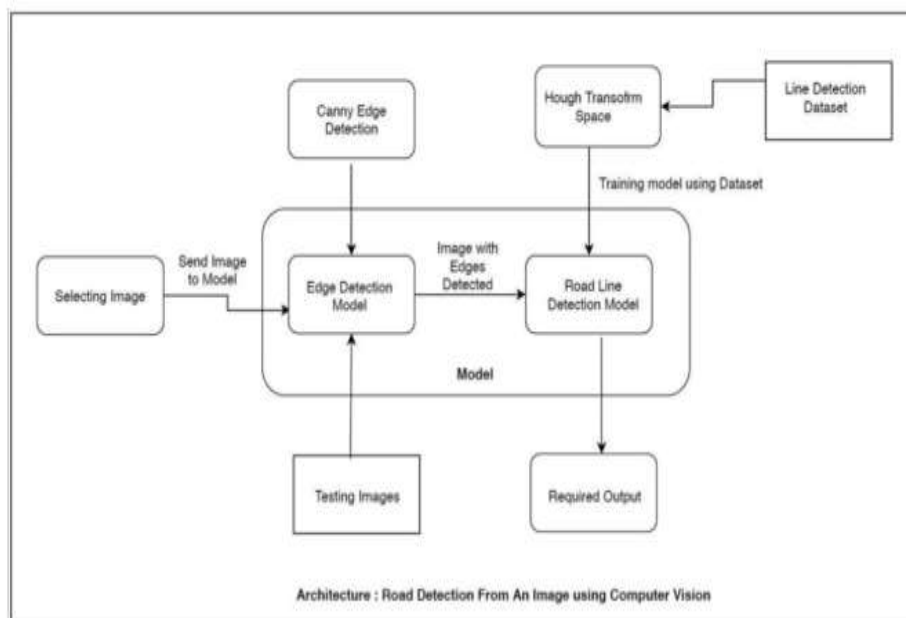 Canny Edge
Detection
Hough Transofrm
Space
Line Detection
Dataset
Training model using Dataset
Selecting Image
Send Image
to Model
Edge Detection
Model
Image with
Edges
Detected
Road Line
Detection Model
Model
Testing Images
Required Output
Architecture : Road Detection From An Image using Computer Vision